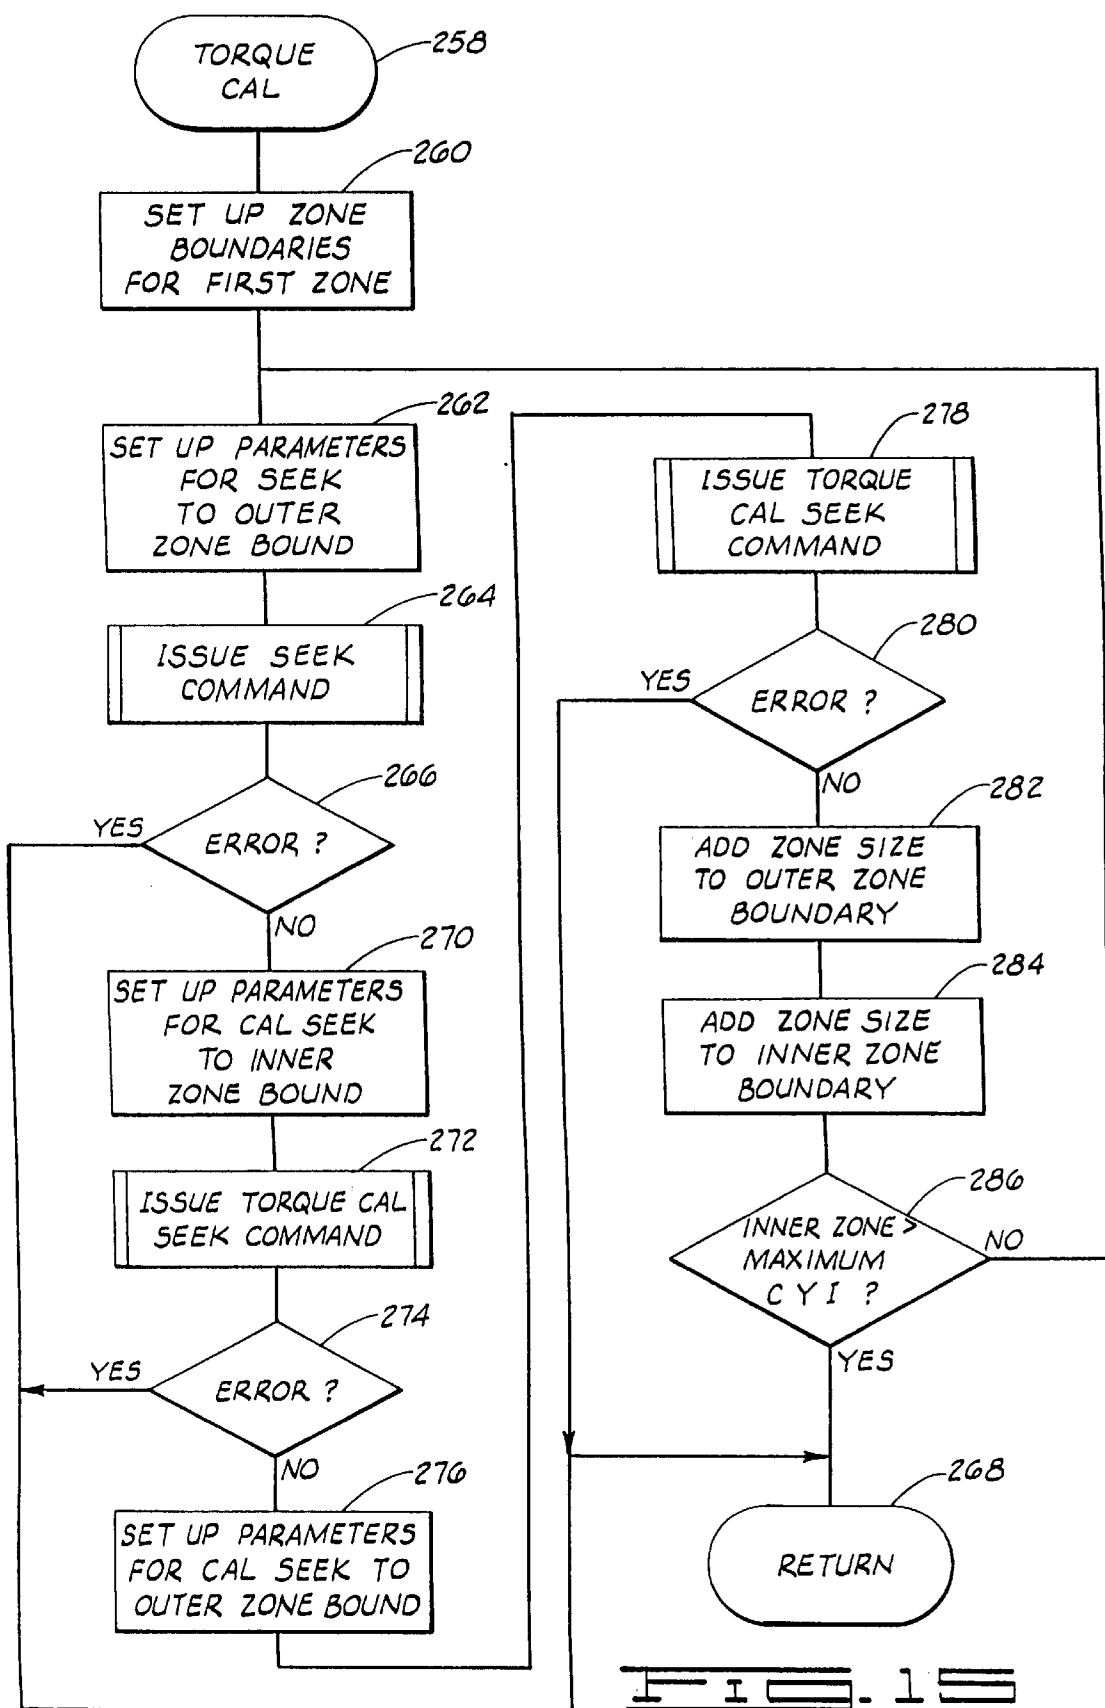 TORQUE
CAL
258
260
SET UP ZONE
BOUNDARIES
FOR FIRST ZONE
262
SET UP PARAMETERS
FOR SEEK
TO OUTER
ZONE BOUND
264
ISSUE SEEK
COMMAND
266
YES
ERROR ?
NO
270
SET UP PARAMETERS
FOR CAL SEEK
TO INNER
ZONE BOUND
272
ISSUE TORQUE CAL
SEEK COMMAND
274
YES
ERROR ?
NO
276
SET UP PARAMETERS
FOR CAL SEEK TO
OUTER ZONE BOUND
278
ISSUE TORQUE
CAL SEEK
COMMAND
280
YES
ERROR ?
NO
282
ADD ZONE SIZE
TO OUTER ZONE
BOUNDARY
284
ADD ZONE SIZE
TO INNER ZONE
BOUNDARY
286
INNER ZONE >
MAXIMUM
C Y I ?
NO
YES
268
RETURN